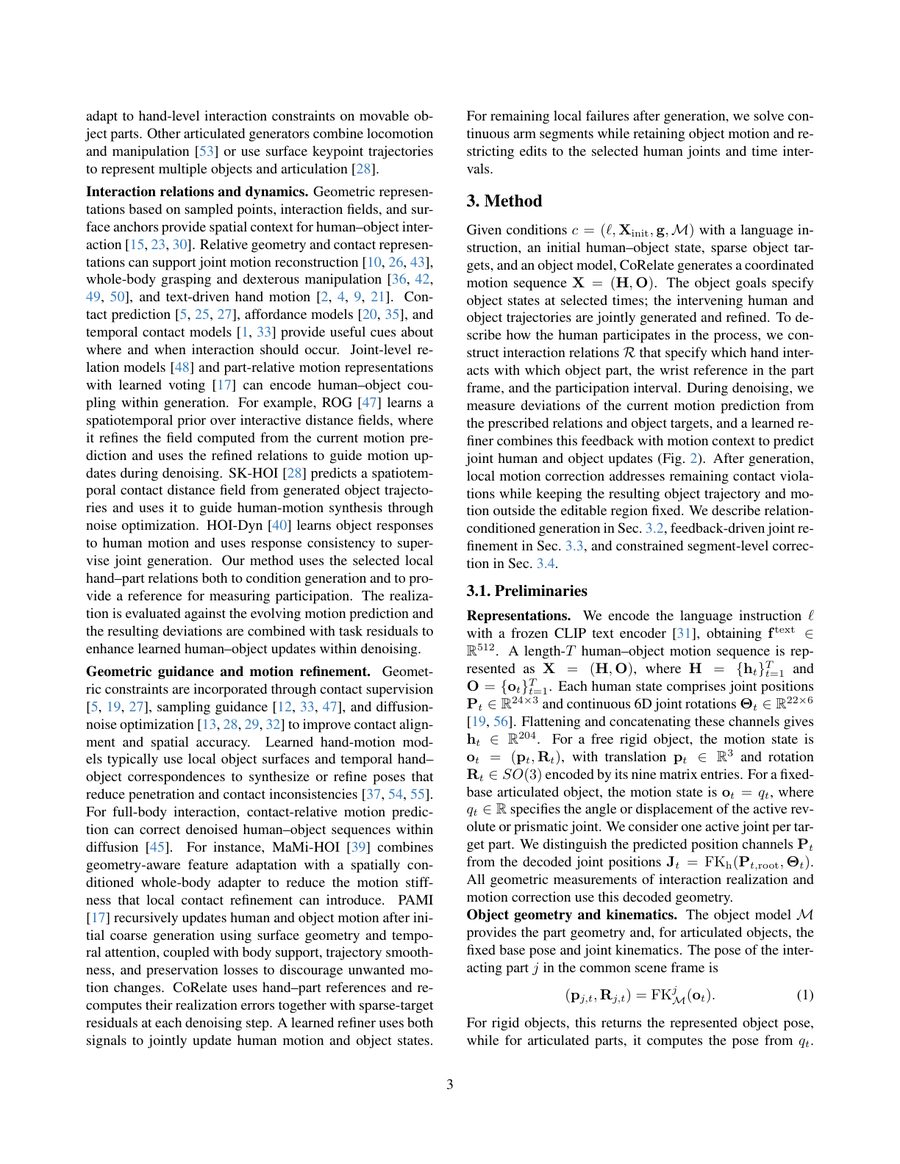 adapt to hand-level interaction constraints on movable ob-
ject parts. Other articulated generators combine locomotion
and manipulation [53] or use surface keypoint trajectories
to represent multiple objects and articulation [28].
Interaction relations and dynamics. Geometric represen-
tations based on sampled points, interaction fields, and sur-
face anchors provide spatial context for human–object inter-
action [15, 23, 30]. Relative geometry and contact represen-
tations can support joint motion reconstruction [10, 26, 43],
whole-body grasping and dexterous manipulation [36, 42,
49, 50], and text-driven hand motion [2, 4, 9, 21]. Con-
tact prediction [5, 25, 27], affordance models [20, 35], and
temporal contact models [1, 33] provide useful cues about
where and when interaction should occur. Joint-level re-
lation models [48] and part-relative motion representations
with learned voting [17] can encode human–object cou-
pling within generation. For example, ROG [47] learns a
spatiotemporal prior over interactive distance fields, where
it refines the field computed from the current motion pre-
diction and uses the refined relations to guide motion up-
dates during denoising. SK-HOI [28] predicts a spatiotem-
poral contact distance field from generated object trajecto-
ries and uses it to guide human-motion synthesis through
noise optimization. HOI-Dyn [40] learns object responses
to human motion and uses response consistency to super-
vise joint generation. Our method uses the selected local
hand–part relations both to condition generation and to pro-
vide a reference for measuring participation. The realiza-
tion is evaluated against the evolving motion prediction and
the resulting deviations are combined with task residuals to
enhance learned human–object updates within denoising.
Geometric guidance and motion refinement. Geomet-
ric constraints are incorporated through contact supervision
[5, 19, 27], sampling guidance [12, 33, 47], and diffusion-
noise optimization [13, 28, 29, 32] to improve contact align-
ment and spatial accuracy. Learned hand-motion mod-
els typically use local object surfaces and temporal hand–
object correspondences to synthesize or refine poses that
reduce penetration and contact inconsistencies [37, 54, 55].
For full-body interaction, contact-relative motion predic-
tion can correct denoised human–object sequences within
diffusion [45]. For instance, MaMi-HOI [39] combines
geometry-aware feature adaptation with a spatially con-
ditioned whole-body adapter to reduce the motion stiff-
ness that local contact refinement can introduce. PAMI
[17] recursively updates human and object motion after ini-
tial coarse generation using surface geometry and tempo-
ral attention, coupled with body support, trajectory smooth-
ness, and preservation losses to discourage unwanted mo-
tion changes. CoRelate uses hand–part references and re-
computes their realization errors together with sparse-target
residuals at each denoising step. A learned refiner uses both
signals to jointly update human motion and object states.
For remaining local failures after generation, we solve con-
tinuous arm segments while retaining object motion and re-
stricting edits to the selected human joints and time inter-
vals.
3. Method
Given conditions c = (ℓ, X_init, g, ℳ) with a language in-
struction, an initial human–object state, sparse object tar-
gets, and an object model, CoRelate generates a coordinated
motion sequence X = (H, O). The object goals specify
object states at selected times; the intervening human and
object trajectories are jointly generated and refined. To de-
scribe how the human participates in the process, we con-
struct interaction relations ℛ that specify which hand inter-
acts with which object part, the wrist reference in the part
frame, and the participation interval. During denoising, we
measure deviations of the current motion prediction from
the prescribed relations and object targets, and a learned re-
finer combines this feedback with motion context to predict
joint human and object updates (Fig. 2). After generation,
local motion correction addresses remaining contact viola-
tions while keeping the resulting object trajectory and mo-
tion outside the editable region fixed. We describe relation-
conditioned generation in Sec. 3.2, feedback-driven joint re-
finement in Sec. 3.3, and constrained segment-level correc-
tion in Sec. 3.4.
3.1. Preliminaries
Representations. We encode the language instruction ℓ
with a frozen CLIP text encoder [31], obtaining f^text ∈
ℝ^512. A length-T human–object motion sequence is rep-
resented as X = (H, O), where H = {h_t}_{t=1}^T and
O = {o_t}_{t=1}^T. Each human state comprises joint positions
P_t ∈ ℝ^{24×3} and continuous 6D joint rotations Θ_t ∈ ℝ^{22×6}
[19, 56]. Flattening and concatenating these channels gives
h_t ∈ ℝ^204. For a free rigid object, the motion state is
o_t = (p_t, R_t), with translation p_t ∈ ℝ^3 and rotation
R_t ∈ SO(3) encoded by its nine matrix entries. For a fixed-
base articulated object, the motion state is o_t = q_t, where
q_t ∈ ℝ specifies the angle or displacement of the active rev-
olute or prismatic joint. We consider one active joint per tar-
get part. We distinguish the predicted position channels P_t
from the decoded joint positions J_t = FK_h(P_{t,root}, Θ_t).
All geometric measurements of interaction realization and
motion correction use this decoded geometry.
Object geometry and kinematics. The object model ℳ
provides the part geometry and, for articulated objects, the
fixed base pose and joint kinematics. The pose of the inter-
acting part j in the common scene frame is
(p_{j,t}, R_{j,t}) = FK_ℳ^j(o_t). (1)
For rigid objects, this returns the represented object pose,
while for articulated parts, it computes the pose from q_t.
3